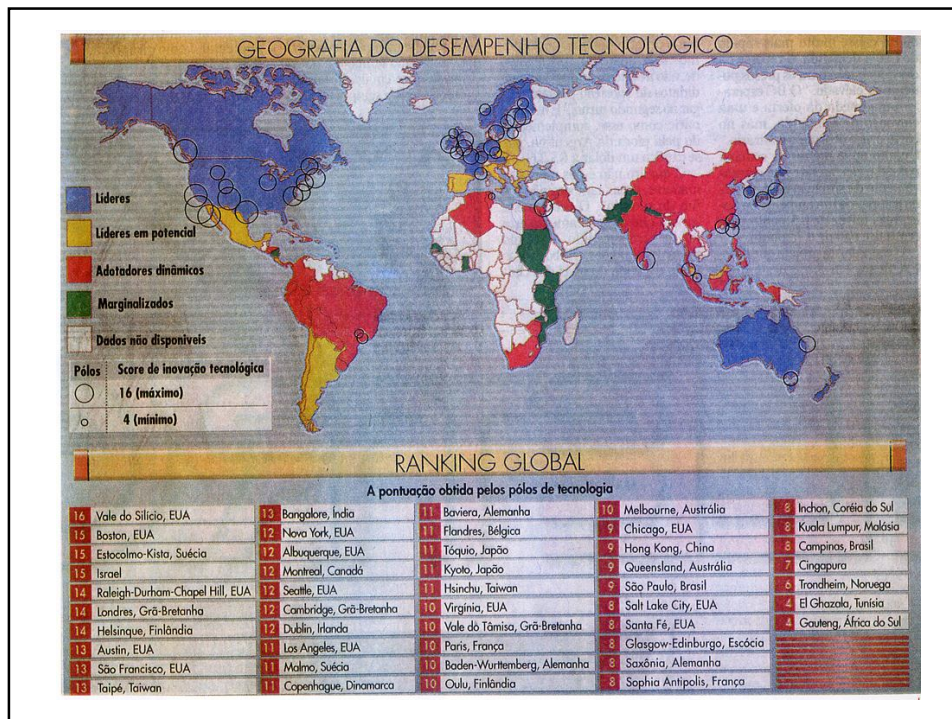 GEOGRAFIA DO DESEMPENHO TECNOLÓGICO
Líderes
Líderes em potencial
Adotadores dinâmicos
Marginalizados
Dados não disponiveis
Pólos Score de inovação tecnológica
16 (máximo)
4 (mínimo)
RANKING GLOBAL
A pontuação obtida pelos pólos de tecnologia
16 Vale do Silício, EUA
15 Boston, EUA
15 Estocolmo-Kista, Suécia
15 Israel
14 Raleigh-Durham-Chapel Hill, EUA
14 Londres, Grã-Bretanha
14 Helsinque, Finlândia
13 Austin, EUA
13 São Francisco, EUA
13 Taipé, Taiwan
13 Bangalore, Índia
12 Nova York, EUA
12 Albuquerque, EUA
12 Montreal, Canadá
12 Seattle, EUA
12 Cambridge, Grã-Bretanha
12 Dublin, Irlanda
11 Los Angeles, EUA
11 Malmo, Suécia
11 Copenhague, Dinamarca
11 Baviera, Alemanha
11 Flandres, Bélgica
11 Tóquio, Japão
11 Kyoto, Japão
11 Hsinchu, Taiwan
10 Virgínia, EUA
10 Vale do Tâmisa, Grã-Bretanha
10 Paris, França
10 Baden-Wurttemberg, Alemanha
10 Oulu, Finlândia
10 Melbourne, Austrália
9 Chicago, EUA
9 Hong Kong, China
9 Queensland, Austrália
9 São Paulo, Brasil
8 Salt Lake City, EUA
8 Santa Fé, EUA
8 Glasgow-Edinburgo, Escócia
8 Saxônia, Alemanha
8 Sophia Antipolis, França
8 Inchon, Coréia do Sul
8 Kuala Lumpur, Malásia
8 Campinas, Brasil
7 Cingapura
6 Trondheim, Noruega
4 El Ghazala, Tunísia
4 Gauteng, África do Sul